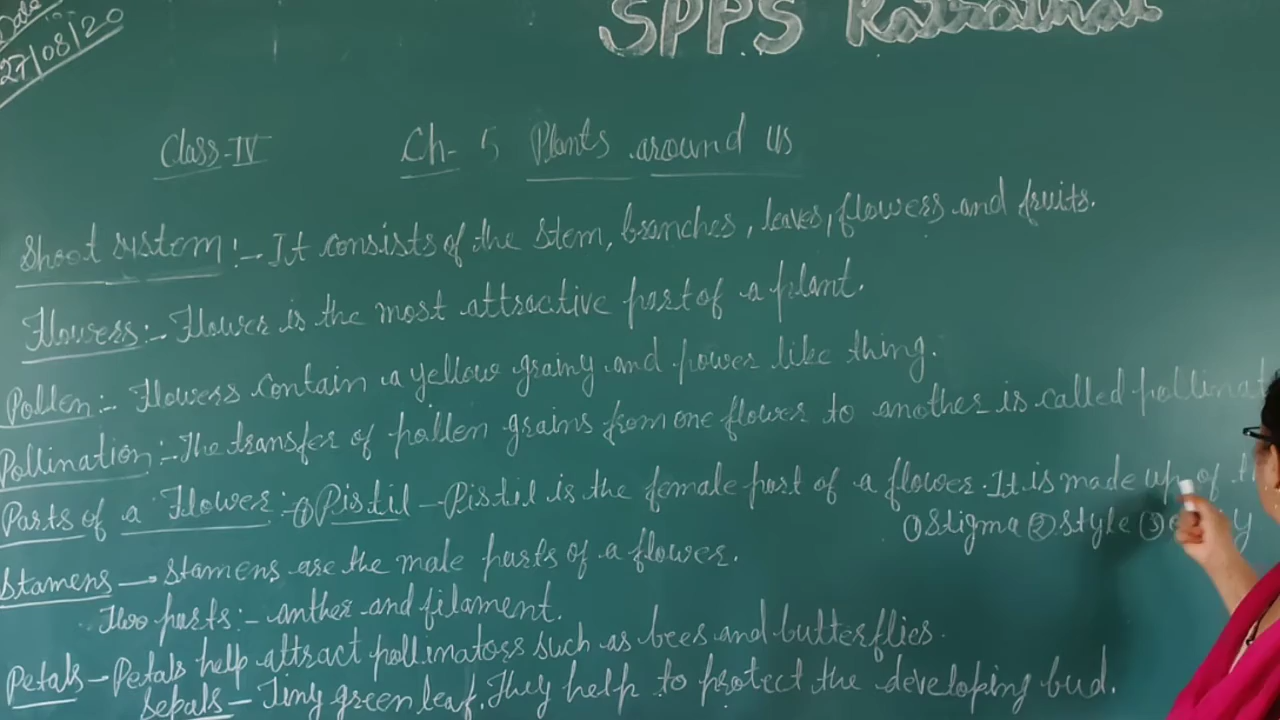 Date
27/08/20
SPPS
Class-IV Ch-5 Plants around us
Shoot system:- It consists of the stem, branches, leaves, flowers and fruits.
Flowers:- Flower is the most attractive part of a plant.
Pollen:- Flowers contain a yellow grainy and power like thing.
Pollination:- The transfer of pollen grains from one flower to another is called pollinat
Parts of a Flower:- ① Pistil - Pistil is the female part of a flower. It is made up of
① Stigma ② Style ③
Stamens - Stamens are the male parts of a flower.
Two parts:- anther and filament.
Petals - Petals help attract pollinators such as bees and butterflies.
Sepals - Tiny green leaf. They help to protect the developing bud.